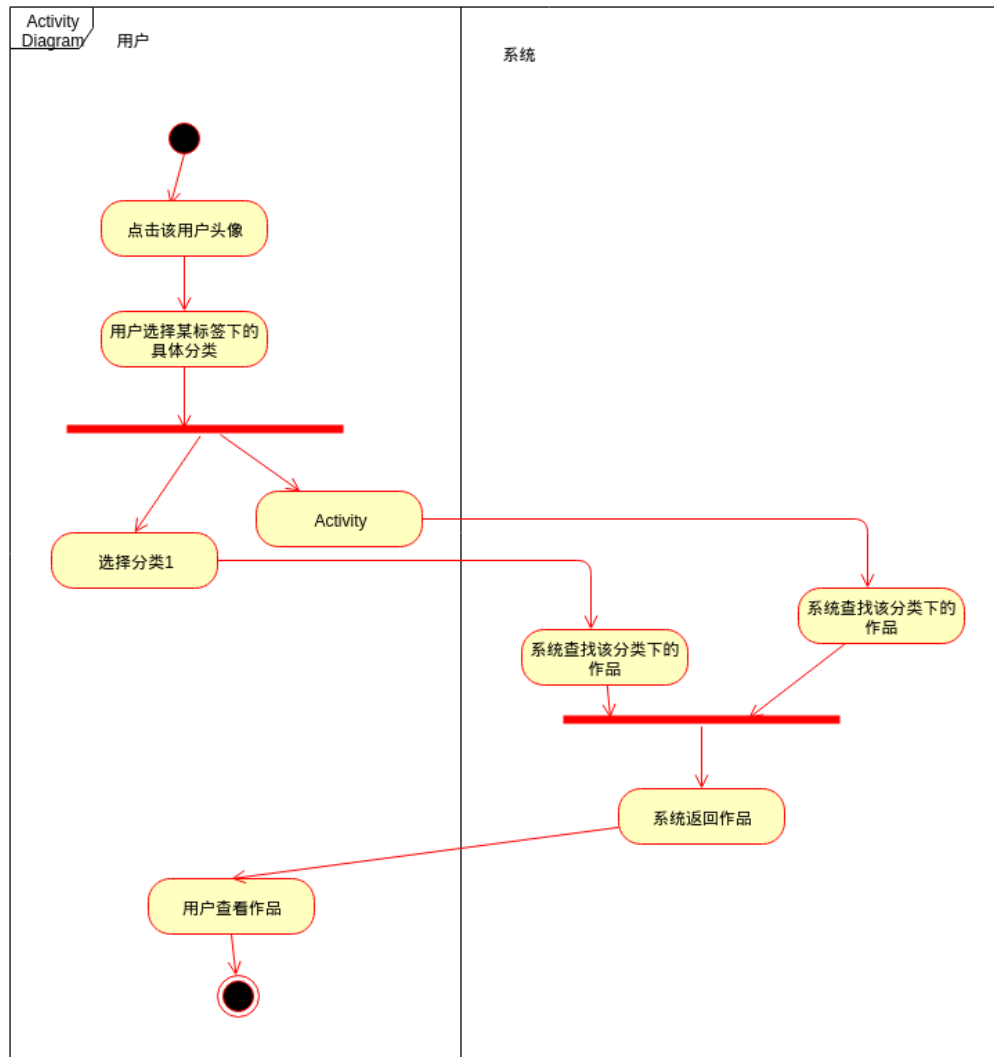 Activity
Diagram
用户
系统
点击该用户头像
用户选择某标签下的
具体分类
Activity
选择分类1
系统查找该分类下的
作品
系统查找该分类下的
作品
系统返回作品
用户查看作品